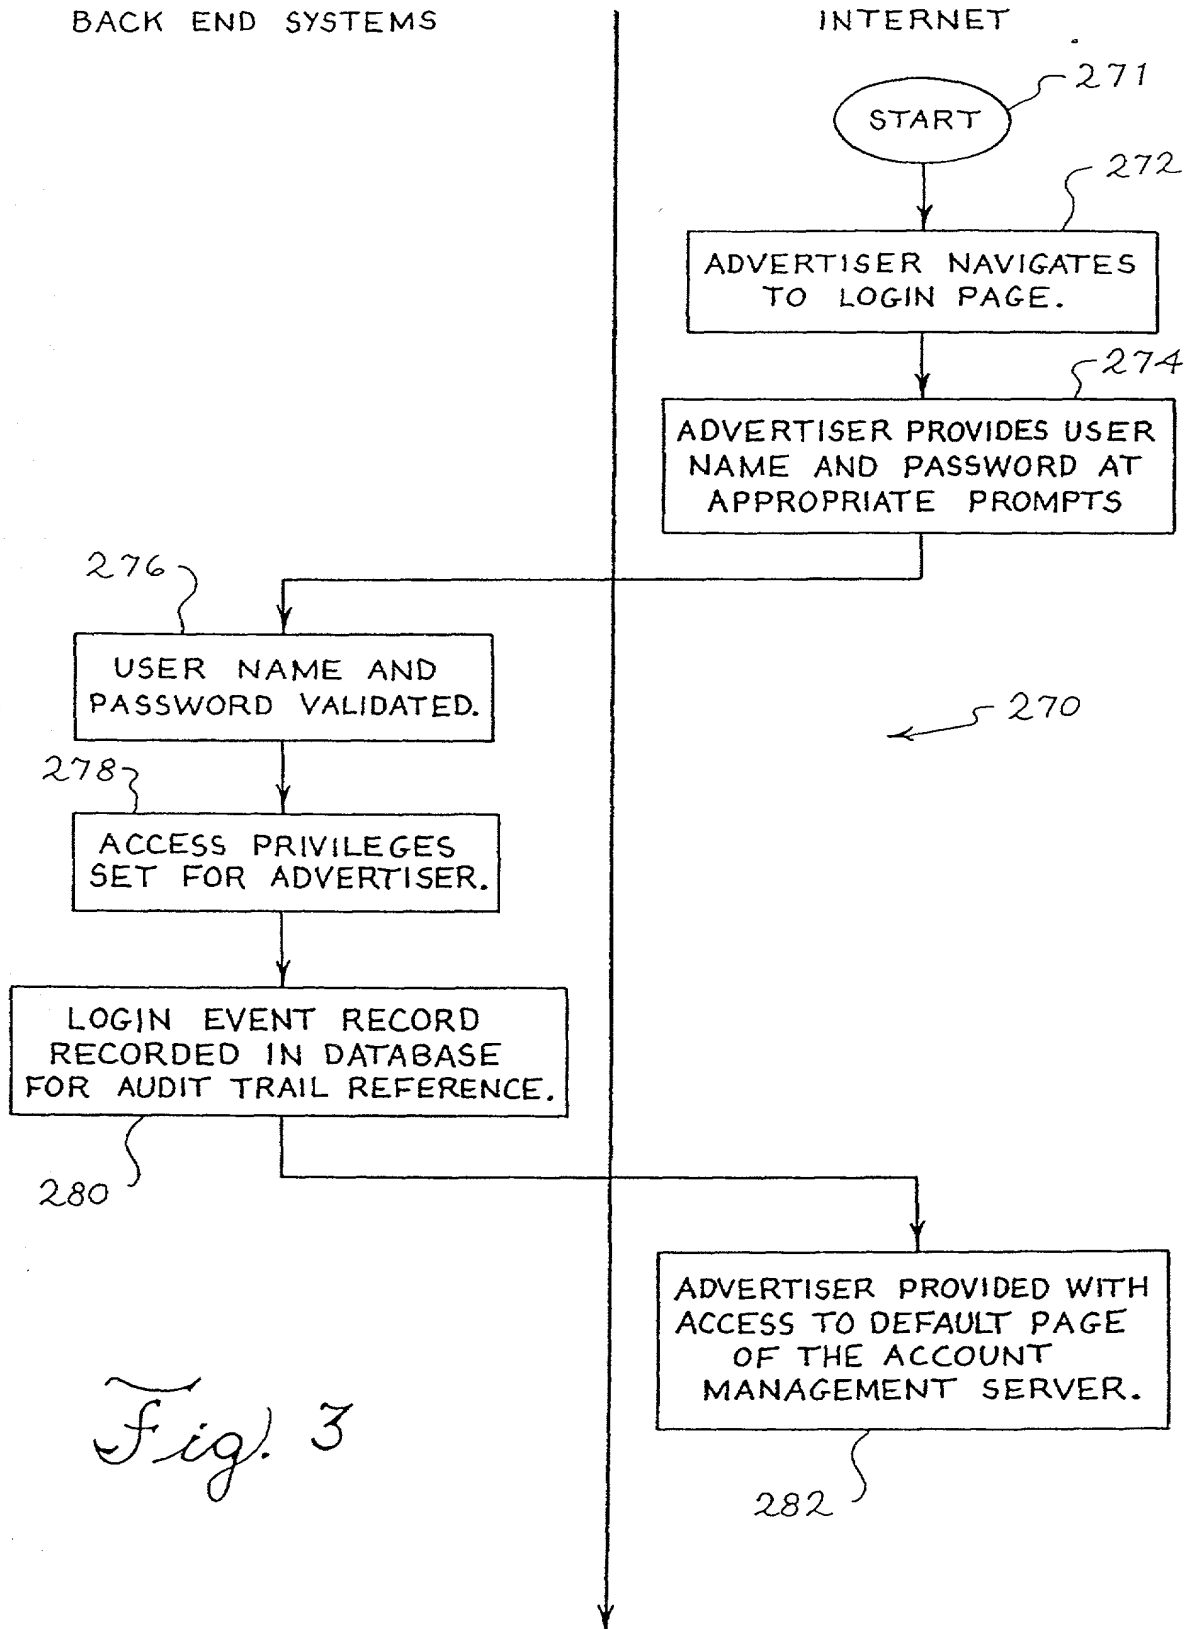 BACK END SYSTEMS
INTERNET
271
START
272
ADVERTISER NAVIGATES
TO LOGIN PAGE.
274
ADVERTISER PROVIDES USER
NAME AND PASSWORD AT
APPROPRIATE PROMPTS
276
USER NAME AND
PASSWORD VALIDATED.
270
278
ACCESS PRIVILEGES
SET FOR ADVERTISER.
LOGIN EVENT RECORD
RECORDED IN DATABASE
FOR AUDIT TRAIL REFERENCE.
280
ADVERTISER PROVIDED WITH
ACCESS TO DEFAULT PAGE
OF THE ACCOUNT
MANAGEMENT SERVER.
282
Fig. 3